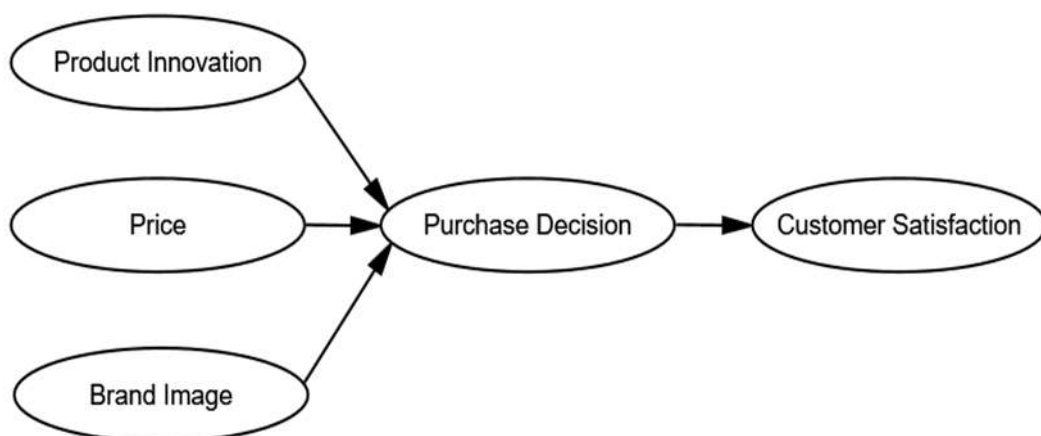 Product Innovation
Price
Purchase Decision
Customer Satisfaction
Brand Image